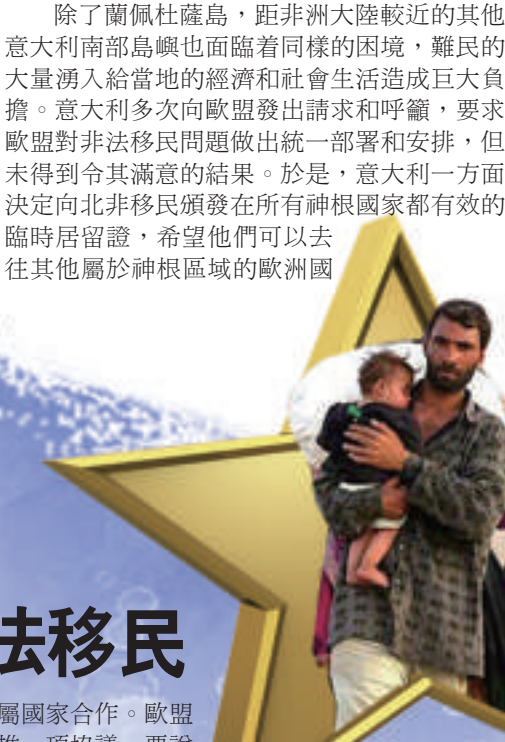 除了蘭佩杜薩島，距非洲大陸較近的其他
意大利南部島嶼也面臨着同樣的困境，難民的
大量湧入給當地的經濟和社會生活造成巨大負
擔。意大利多次向歐盟發出請求和呼籲，要求
歐盟對非法移民問題做出統一部署和安排，但
未得到令其滿意的結果。於是，意大利一方面
決定向北非移民頒發在所有神根國家都有效的
臨時居留證，希望他們可以去
往其他屬於神根區域的歐洲國
法移民
屬國家合作。歐盟
推一項協議，要說